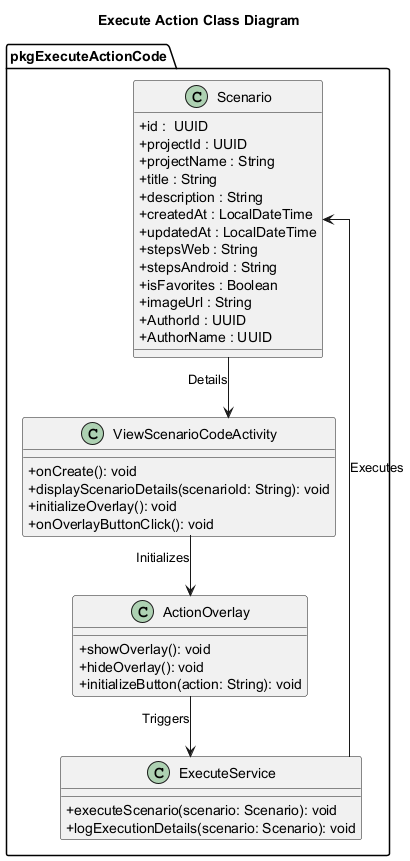 Execute Action Class Diagram
pkgExecuteActionCode
C Scenario
+id :  UUID
+projectId : UUID
+projectName : String
+title : String
+description : String
+createdAt : LocalDateTime
+updatedAt : LocalDateTime
+stepsWeb : String
+stepsAndroid : String
+isFavorites : Boolean
+imageUrl : String
+AuthorId : UUID
+AuthorName : UUID
Details
C ViewScenarioCodeActivity
+onCreate(): void
+displayScenarioDetails(scenarioId: String): void
+initializeOverlay(): void
+onOverlayButtonClick(): void
Executes
Initializes
C ActionOverlay
+showOverlay(): void
+hideOverlay(): void
+initializeButton(action: String): void
Triggers
C ExecuteService
+executeScenario(scenario: Scenario): void
+logExecutionDetails(scenario: Scenario): void